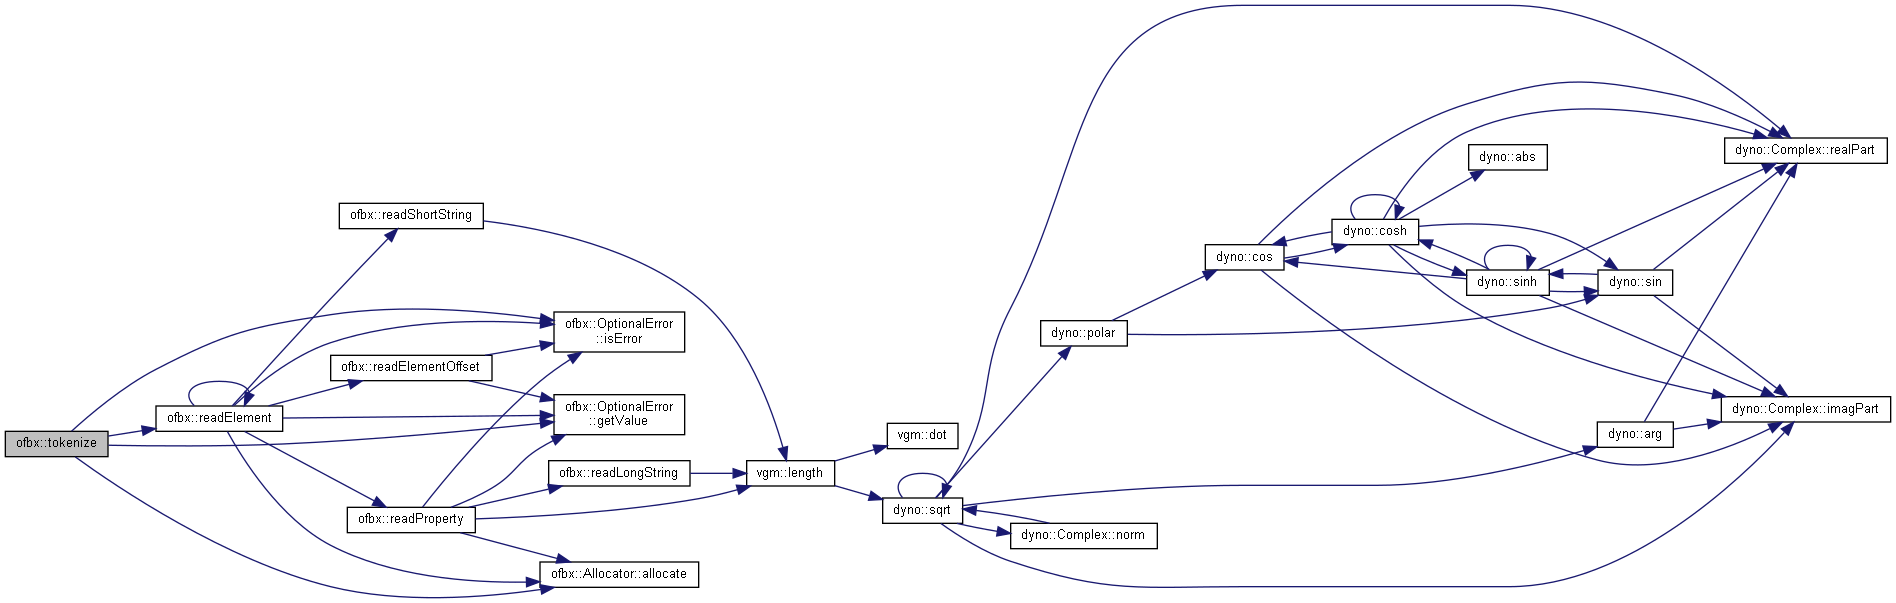 ofbx::tokenize
ofbx::readElement
ofbx::readShortString
ofbx::readElementOffset
ofbx::readProperty
ofbx::OptionalError
::isError
ofbx::OptionalError
::getValue
ofbx::readLongString
ofbx::Allocator::allocate
vgm::length
vgm::dot
dyno::sqrt
dyno::Complex::norm
dyno::polar
dyno::cos
dyno::cosh
dyno::abs
dyno::sinh
dyno::sin
dyno::arg
dyno::Complex::realPart
dyno::Complex::imagPart